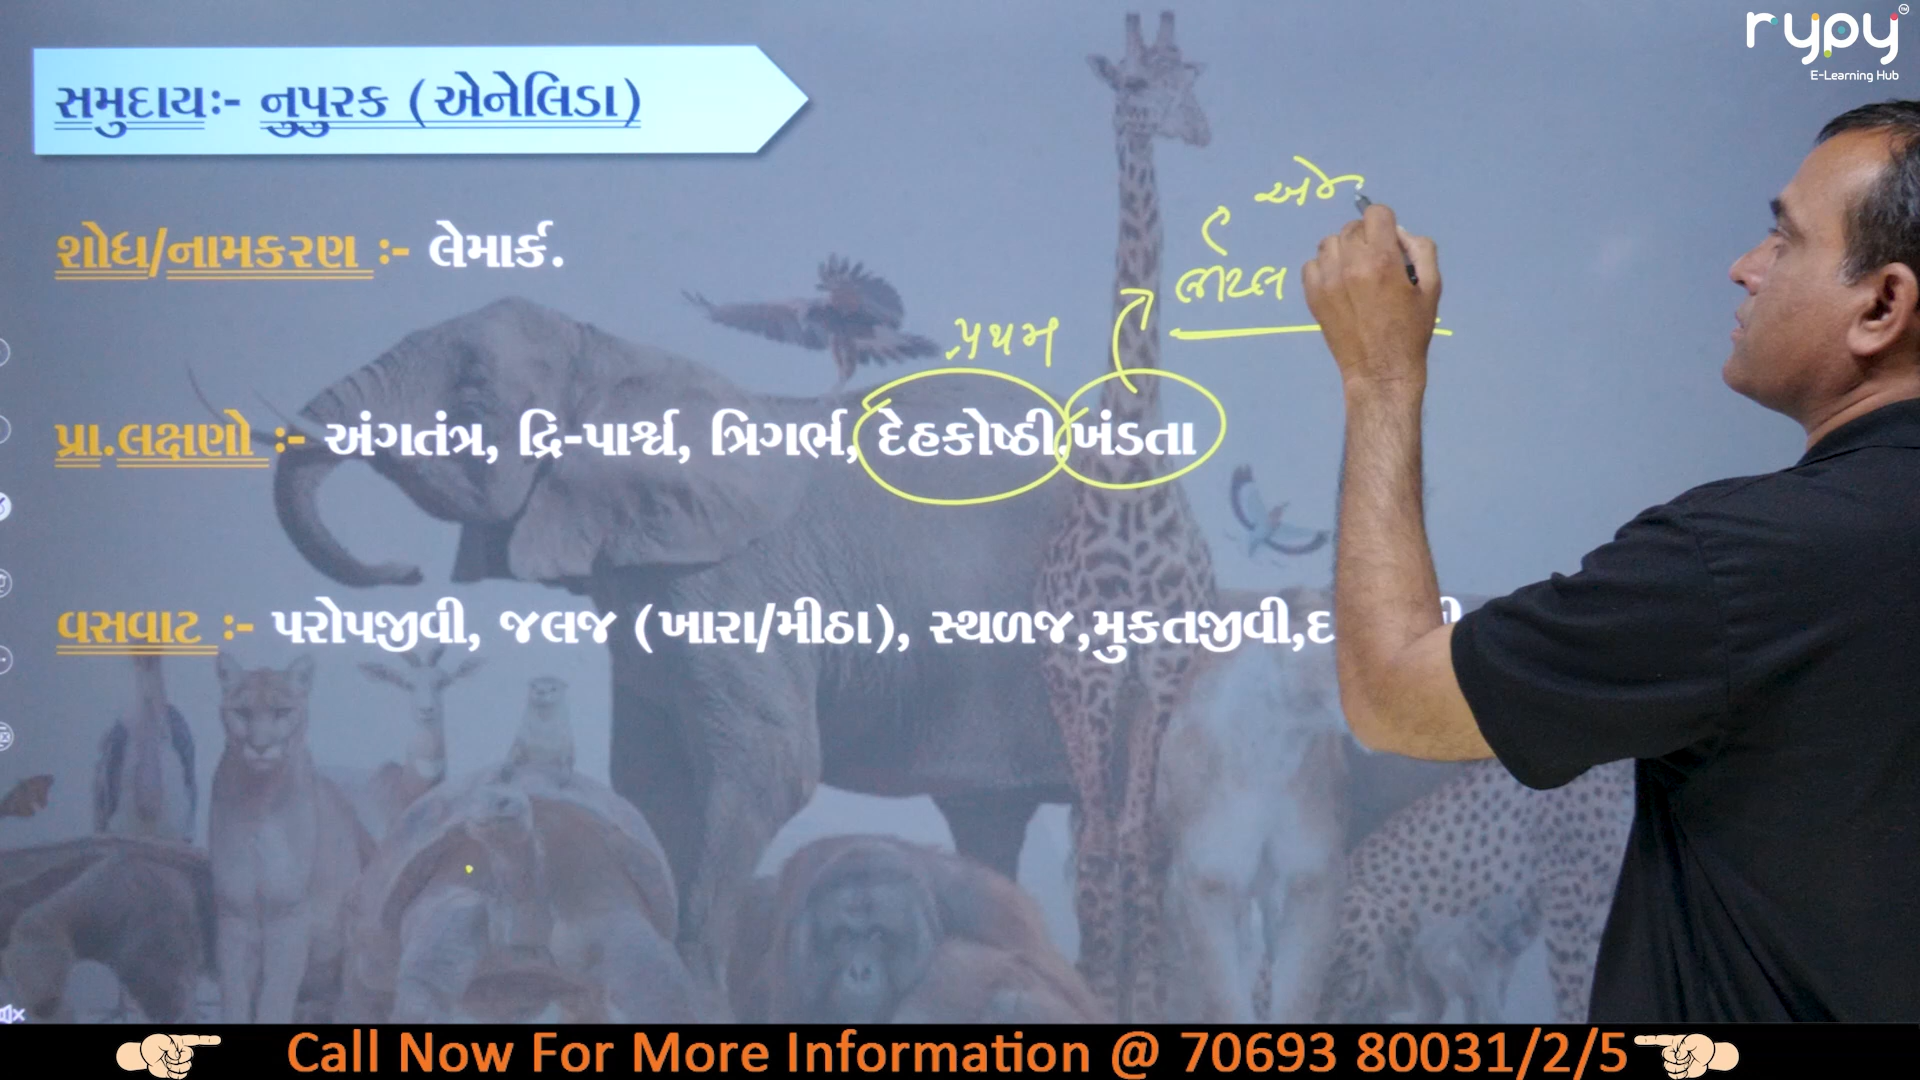 rypy
E-Learning Hub
સમુદાયઃ- નુપુરક (એનેલિડા)
શોધ/નામકરણ :- લેમાર્ક.
પ્રથમ
પ્રા.લક્ષણો :- અંગતંત્ર, દ્રિ-પાર્શ્વ, ત્રિગર્ભ, દેહકોષ્ઠી,ખંડતા
વસવાટ :- પરોપજીવી, જલજ (ખારા/મીઠા), સ્થળજ,મુકતજીવી,
Call Now For More Information @ 70693 80031/2/5